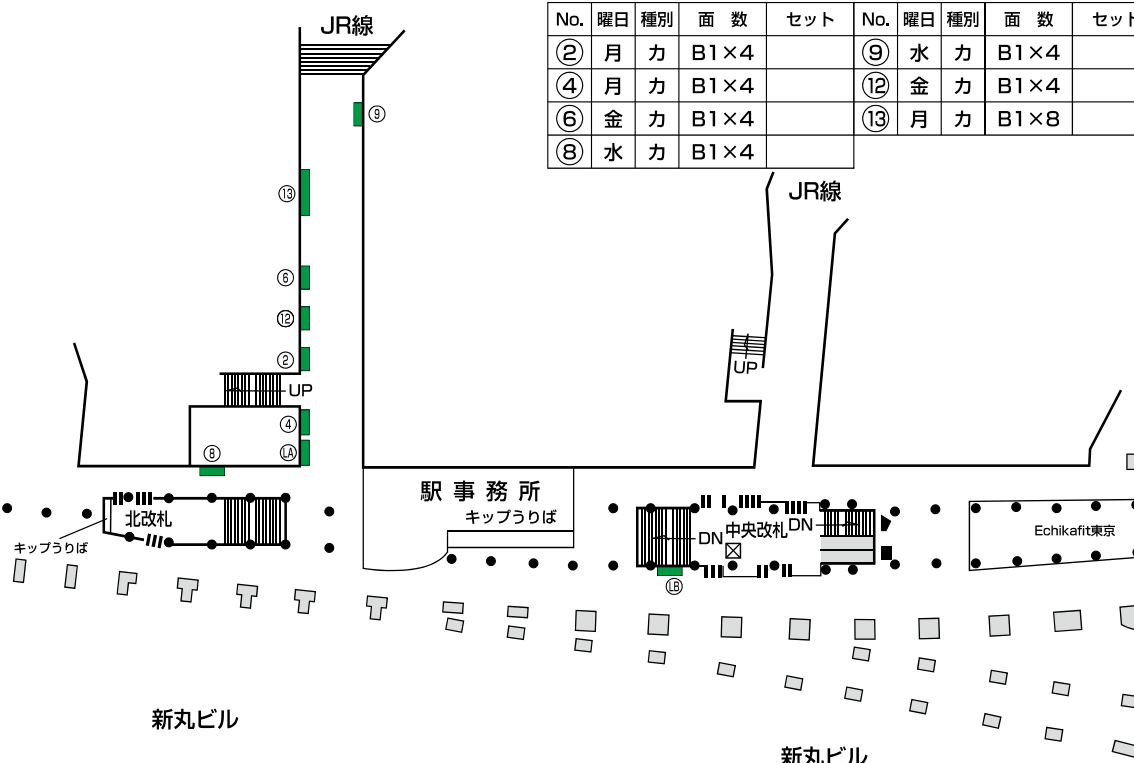 No. 曜日 種別 面 数 セット No. 曜日 種別 面 数 セット
② 月 カ B1×4 ⑨ 水 カ B1×4
④ 月 カ B1×4 ⑫ 金 カ B1×4
⑥ 金 カ B1×4 ⑬ 月 カ B1×8
⑧ 水 カ B1×4
JR線
⑨
⑬
JR線
⑥
⑫
②
UP
UP
④
⑧
LA
駅事務所
キップうりば
北改札
キップうりば
中央改札
DN
DN
Echikafit東京
LB
新丸ビル
新丸ビル